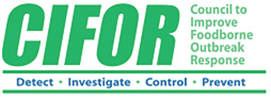 CIFOR
Council to
Improve
Foodborne
Outbreak
Response
Detect • Investigate • Control • Prevent